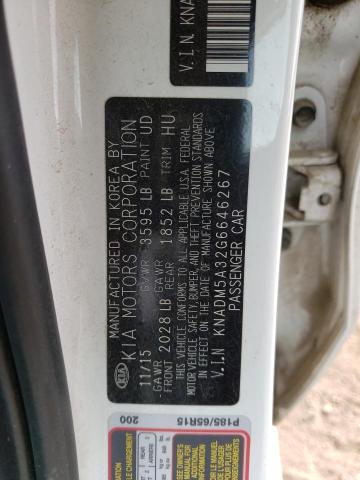 MANUFACTURED IN KOREA BY
KIA KIA MOTORS CORPORATION
11/15 GVWR 3595 LB PAINT UD
GAWR FRONT 2028 LB GAWR REAR 1852 LB TRIM HU
THIS VEHICLE CONFORMS TO ALL APPLICABLE U.S.A. FEDERAL
MOTOR VEHICLE SAFETY, BUMPER, AND THEFT PREVENTION STANDARDS
IN EFFECT ON THE DATE OF MANUFACTURE SHOWN ABOVE
V.I.N KNADM5A32G6646267
PASSENGER CAR
V.I.N. KNA
P185/65R15
200